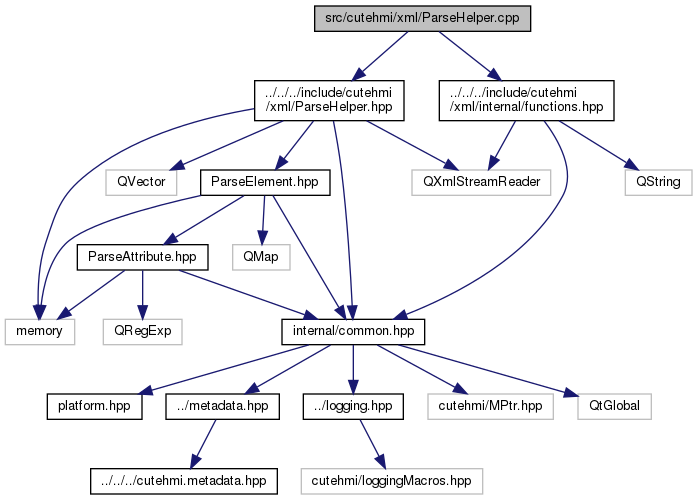 src/cutehmi/xml/ParseHelper.cpp
../../../include/cutehmi
/xml/ParseHelper.hpp
../../../include/cutehmi
/xml/internal/functions.hpp
QVector
ParseElement.hpp
QXmlStreamReader
QString
ParseAttribute.hpp
QMap
memory
QRegExp
internal/common.hpp
platform.hpp
../metadata.hpp
../logging.hpp
cutehmi/MPtr.hpp
QtGlobal
../../../cutehmi.metadata.hpp
cutehmi/loggingMacros.hpp